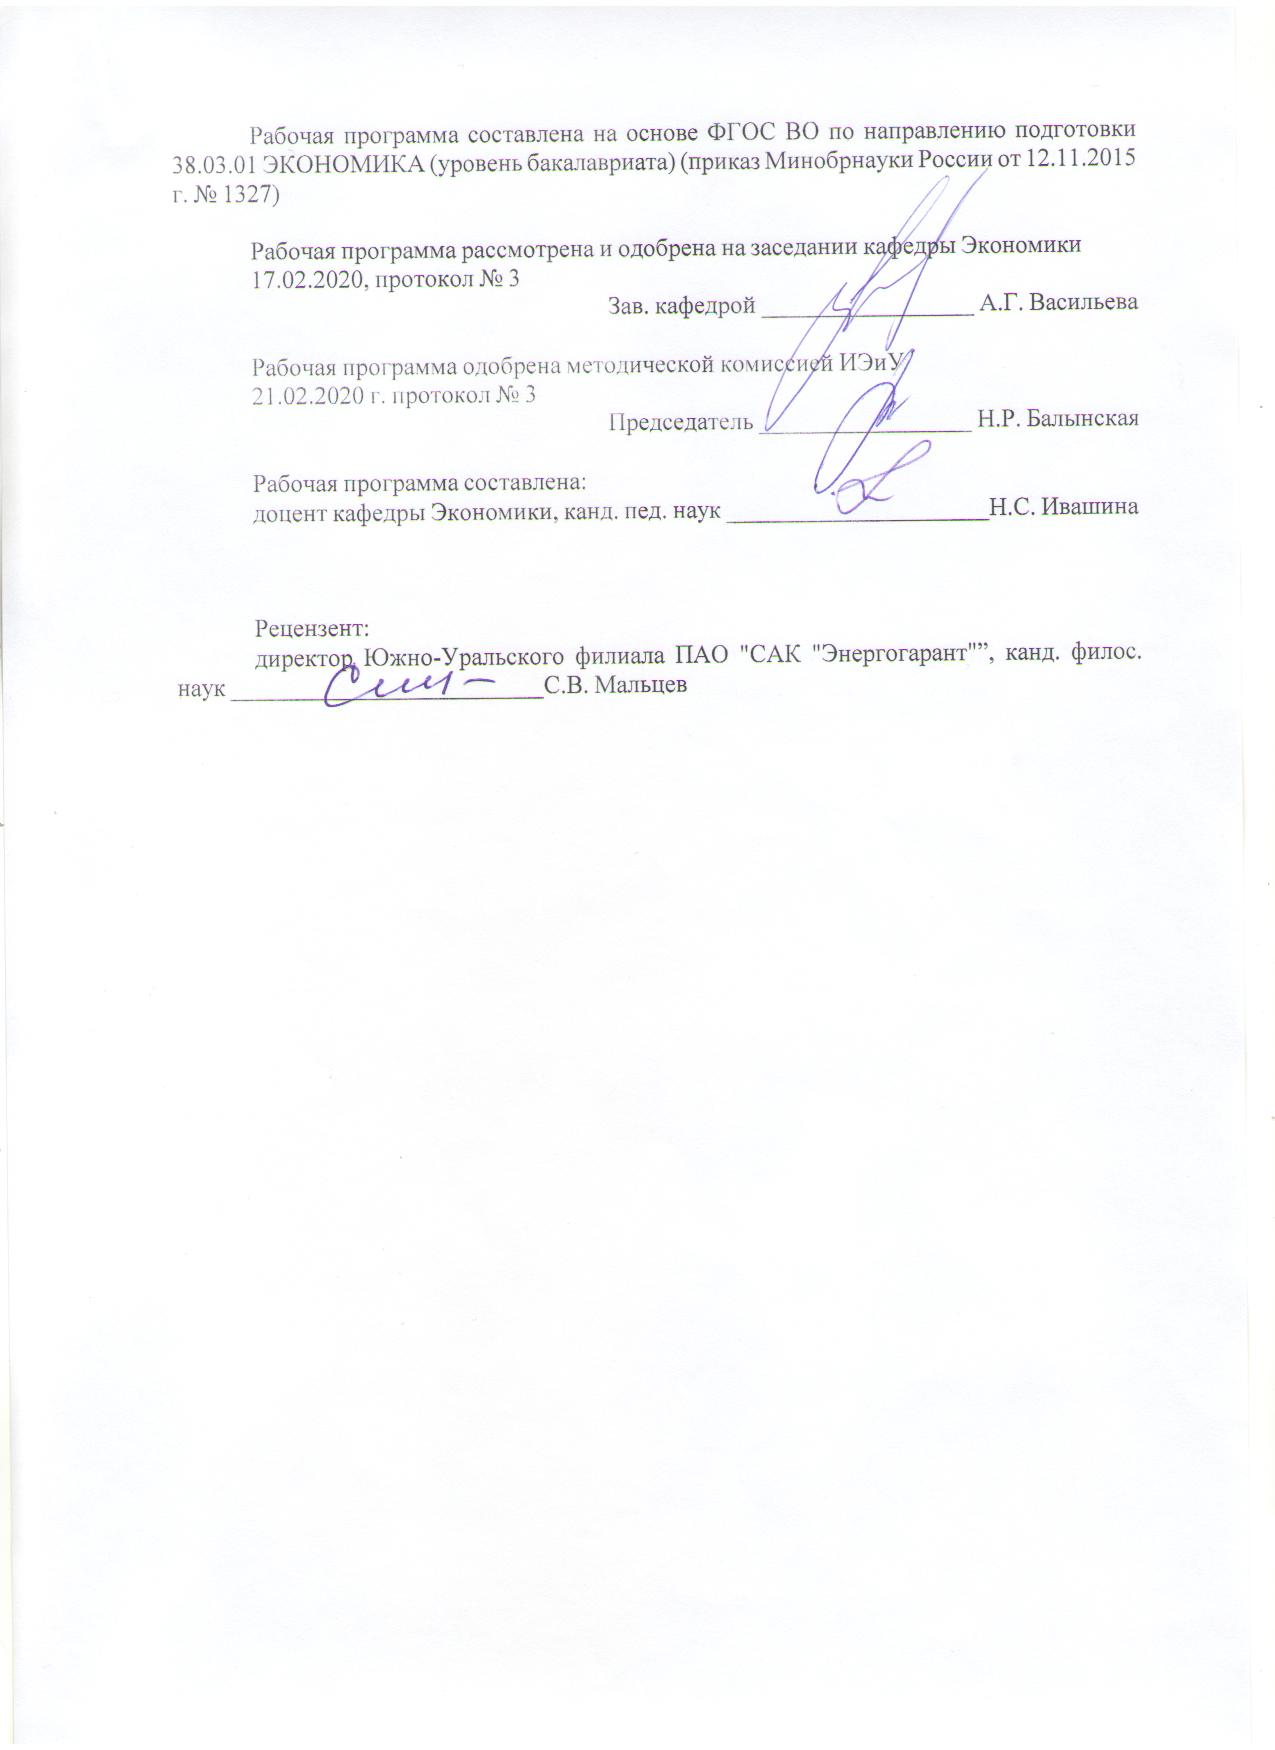 Рабочая программа составлена на основе ФГОС ВО по направлению подготовки
38.03.01 ЭКОНОМИКА (уровень бакалавриата) (приказ Минобрнауки России от 12.11.2015
г. № 1327)
Рабочая программа рассмотрена и одобрена на заседании кафедры Экономики
17.02.2020, протокол № 3
Зав. кафедрой _________________ А.Г. Васильева
Рабочая программа одобрена методической комиссией ИЭиУ
21.02.2020 г. протокол № 3
Председатель _________________ Н.Р. Балынская
Рабочая программа составлена:
доцент кафедры Экономики, канд. пед. наук _____________________Н.С. Ивашина
Рецензент:
директор Южно-Уральского филиала ПАО "САК "Энергогарант"”, канд. филос.
наук _________________________С.В. Мальцев